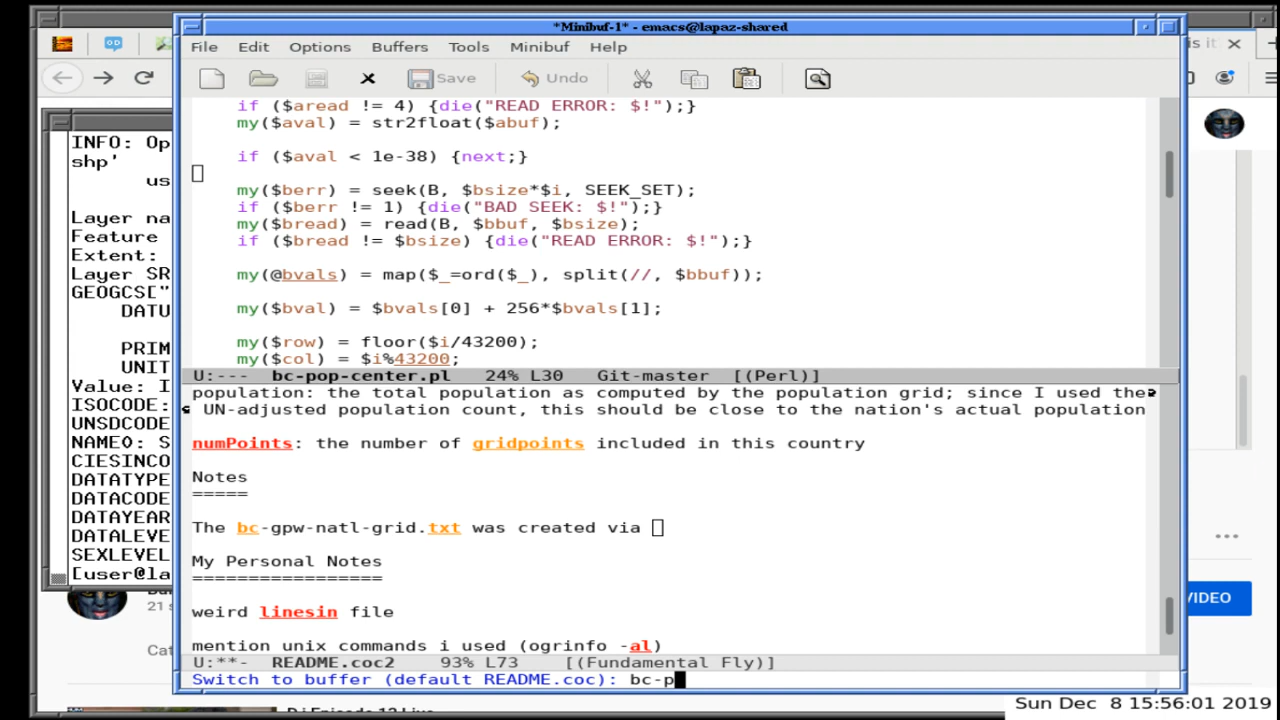 *Minibuf-1* - emacs@lapaz-shared
is it
File Edit Options Buffers Tools Minibuf Help
Save Undo
if ($aread != 4) {die("READ ERROR: $!");}
my($aval) = str2float($abuf);
if ($aval < 1e-38) {next;}
my($berr) = seek(B, $bsize*$i, SEEK_SET);
if ($berr != 1) {die("BAD SEEK: $!");}
my($bread) = read(B, $bbuf, $bsize);
if ($bread != $bsize) {die("READ ERROR: $!");}
my(@bvals) = map($_=ord($_), split(//, $bbuf));
my($bval) = $bvals[0] + 256*$bvals[1];
my($row) = floor($i/43200);
my($col) = $i%43200;
U:--- bc-pop-center.pl 24% L30 Git-master [(Perl)]
population: the total population as computed by the population grid; since I used the
UN-adjusted population count, this should be close to the nation's actual population
numPoints: the number of gridpoints included in this country
Notes
=====
The bc-gpw-natl-grid.txt was created via
My Personal Notes
=================
weird linesin file
mention unix commands i used (ogrinfo -al)
U:**- README.coc2 93% L73 [(Fundamental Fly)]
Switch to buffer (default README.coc): bc-p
INFO: Op
shp'
us
Layer na
Feature
Extent:
Layer SR
GEOGCS["
DATU
PRIM
UNIT
Value: I
ISOCODE:
UNSDCODE
NAME0: S
CIESINCO
DATATYPE
DATACODE
DATAYEAR
DATALEVE
SEXLEVEL
[user@la
21 s
Cat
VIDEO
Sun Dec 8 15:56:01 2019